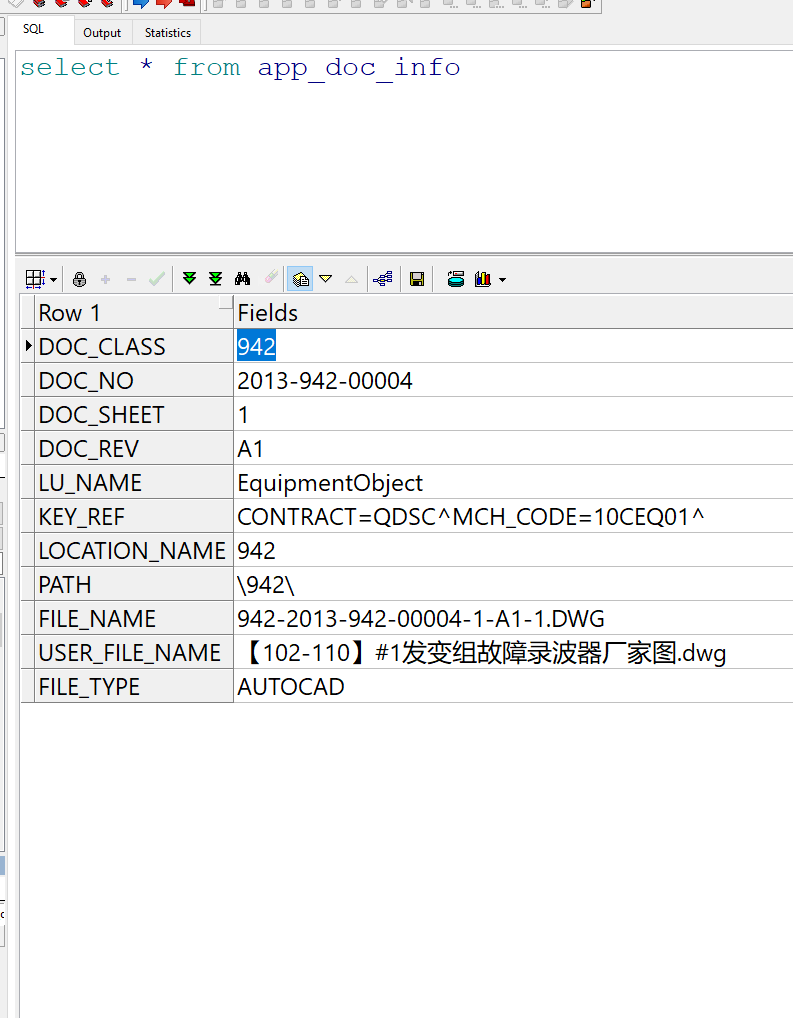 SQL Output Statistics
select * from app_doc_info
Row 1 Fields
DOC_CLASS 942
DOC_NO 2013-942-00004
DOC_SHEET 1
DOC_REV A1
LU_NAME EquipmentObject
KEY_REF CONTRACT=QDSC^MCH_CODE=10CEQ01^
LOCATION_NAME 942
PATH \942\
FILE_NAME 942-2013-942-00004-1-A1-1.DWG
USER_FILE_NAME 【102-110】#1发变组故障录波器厂家图.dwg
FILE_TYPE AUTOCAD